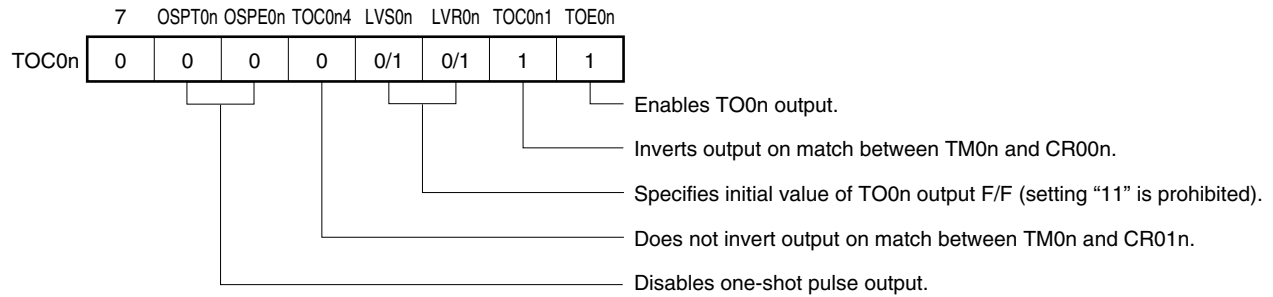 7 OSPT0n OSPE0n TOC0n4 LVS0n LVR0n TOC0n1 TOE0n
TOC0n 0 0 0 0 0/1 0/1 1 1
Enables TO0n output.
Inverts output on match between TM0n and CR00n.
Specifies initial value of TO0n output F/F (setting “11” is prohibited).
Does not invert output on match between TM0n and CR01n.
Disables one-shot pulse output.